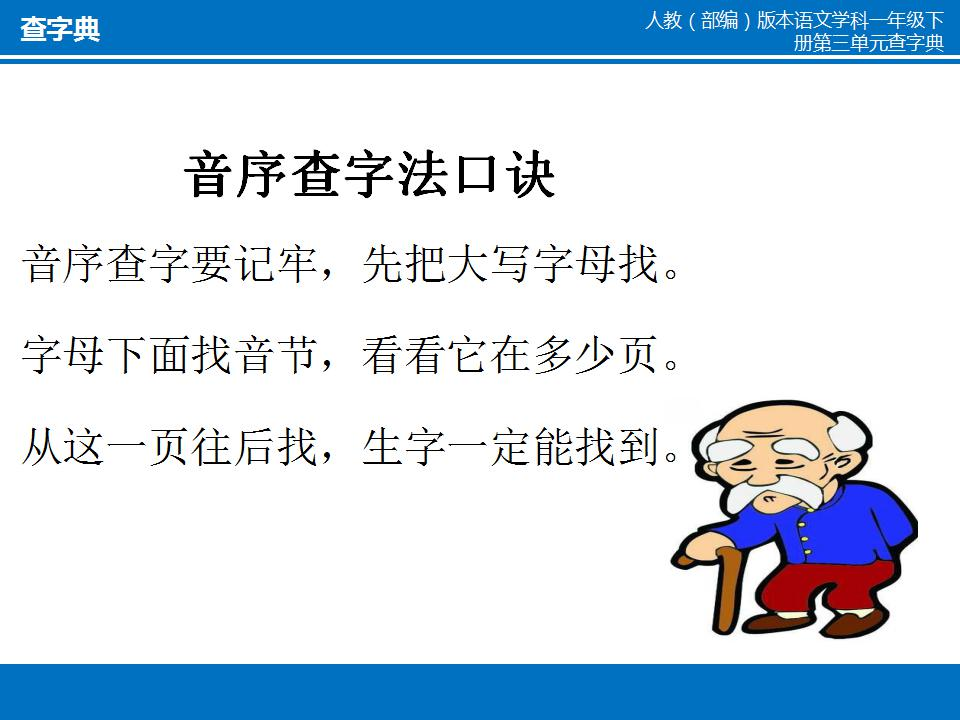 查字典
人教（部编）版本语文学科一年级下
册第三单元查字典
音序查字法口诀
音序查字要记牢，先把大写字母找。
字母下面找音节，看看它在多少页。
从这一页往后找，生字一定能找到。